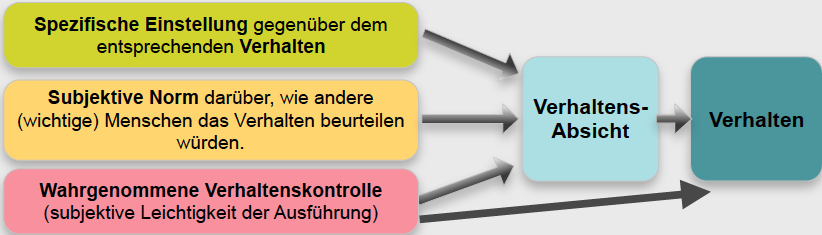 Spezifische Einstellung gegenüber dem
entsprechenden Verhalten
Subjektive Norm darüber, wie andere
(wichtige) Menschen das Verhalten beurteilen
würden.
Wahrgenommene Verhaltenskontrolle
(subjektive Leichtigkeit der Ausführung)
Verhaltens-
Absicht
Verhalten